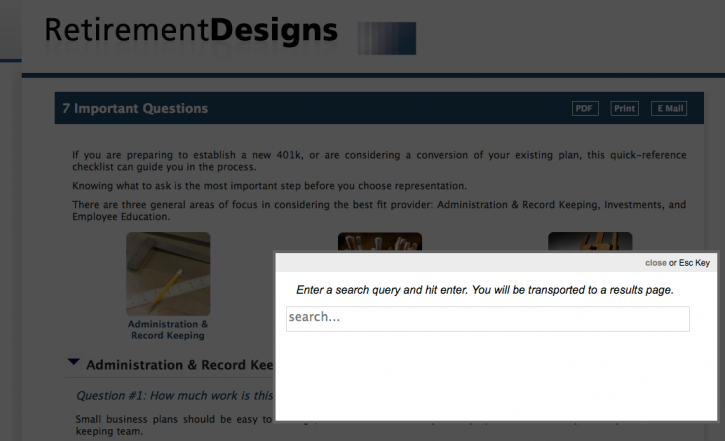 RetirementDesigns
7 Important Questions
PDF Print E Mail
If you are preparing to establish a new 401k, or are considering a conversion of your existing plan, this quick-reference
checklist can guide you in the process.
Knowing what to ask is the most important step before you choose representation.
There are three general areas of focus in considering the best fit provider: Administration & Record Keeping, Investments, and
Employee Education.
Administration &
Record Keeping
close or Esc Key
Enter a search query and hit enter. You will be transported to a results page.
search...
Administration & Record Kee
Question #1: How much work is this
Small business plans should be easy to
keeping team.